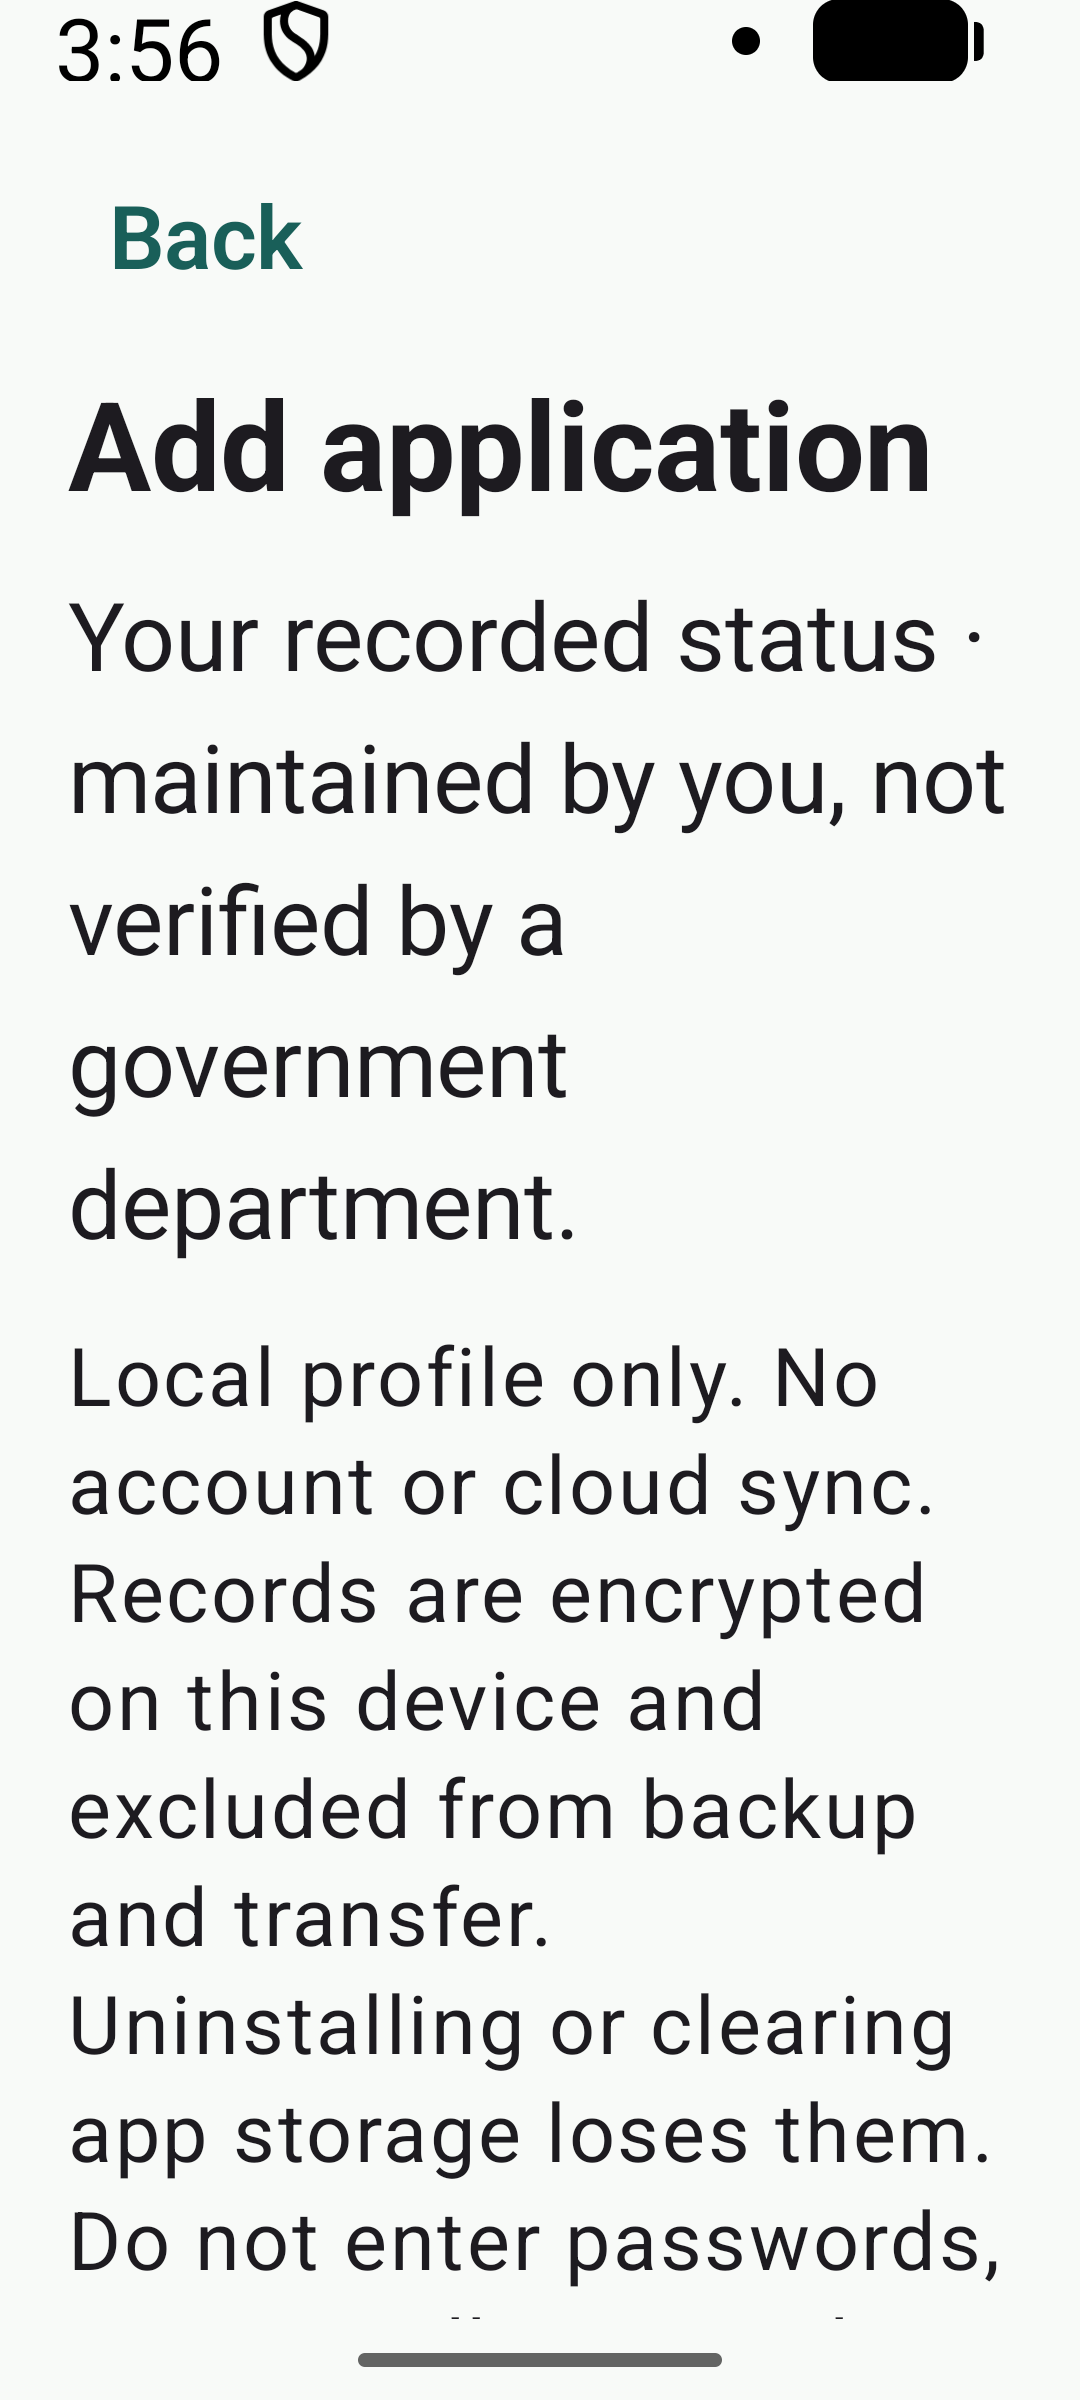 3:56
Back
Add application
Your recorded status ·
maintained by you, not
verified by a
government
department.
Local profile only. No
account or cloud sync.
Records are encrypted
on this device and
excluded from backup
and transfer.
Uninstalling or clearing
app storage loses them.
Do not enter passwords,